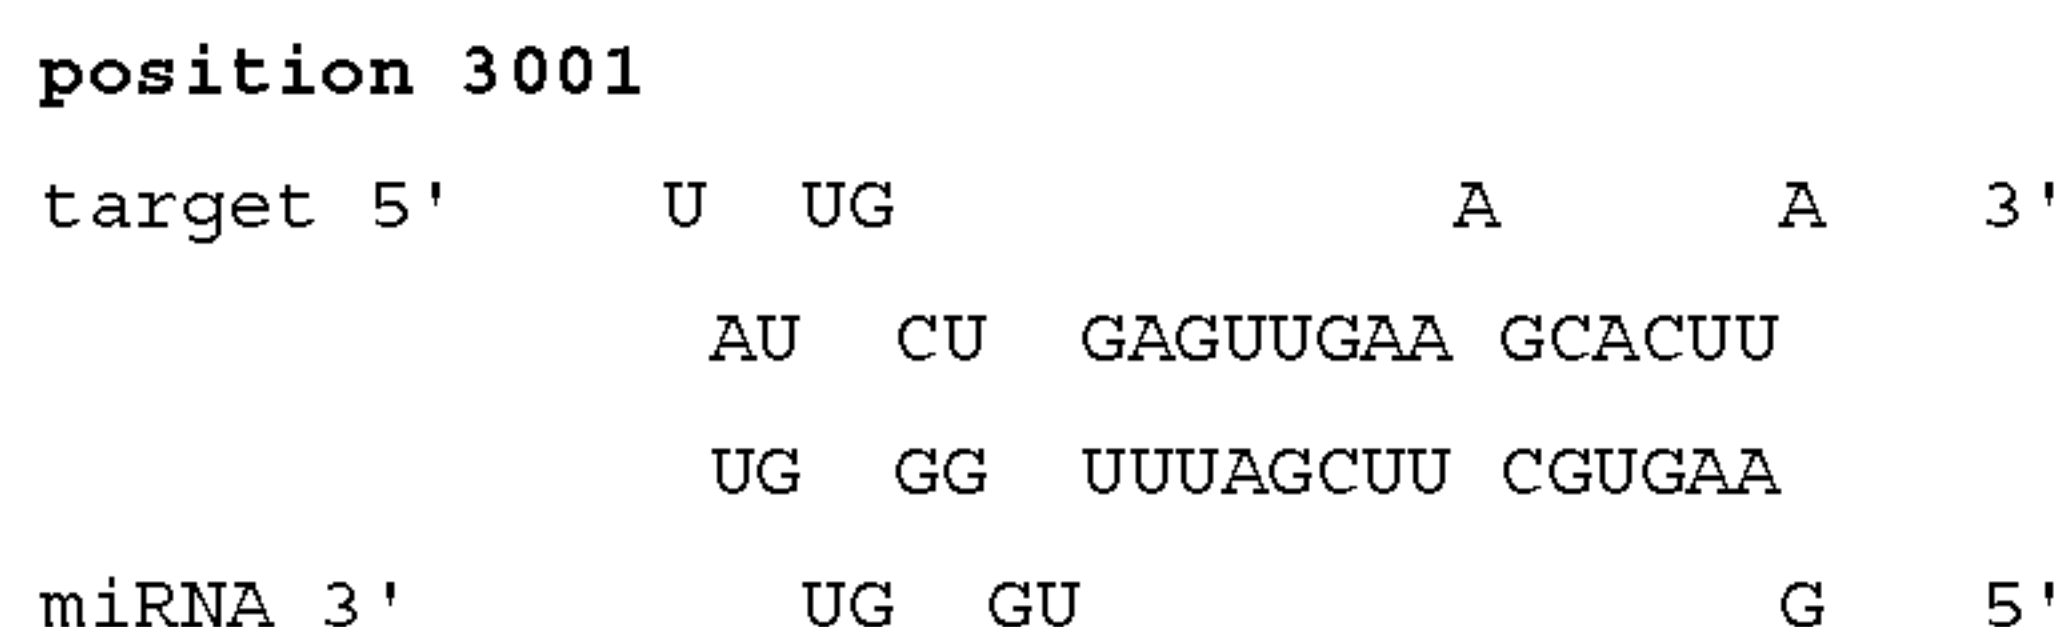 position 3001
target 5'     U  UG            A      A   3'
              AU  CU  GAGUUGAA GCACUU
              UG  GG  UUUAGCUU CGUGAA
miRNA 3'        UG  GU               G   5'